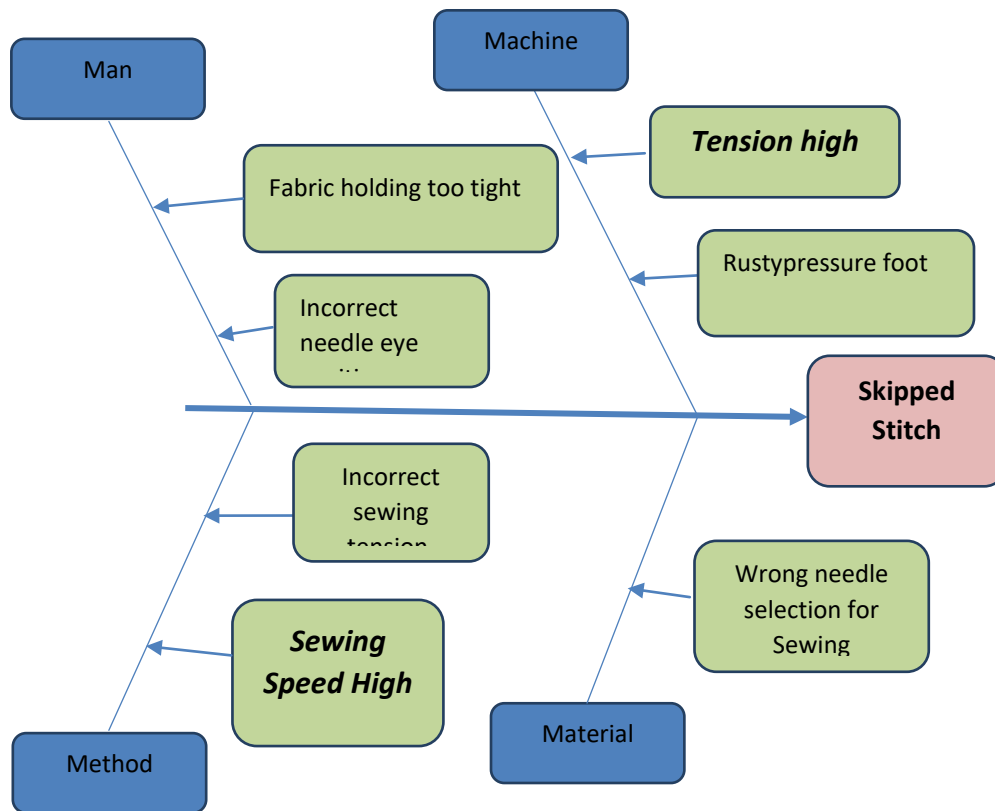 Machine
Man
Tension high
Fabric holding too tight
Rustypressure foot
Incorrect
needle eye
Skipped
Stitch
Incorrect
sewing
tension
Wrong needle
selection for
Sewing
Sewing
Speed High
Material
Method